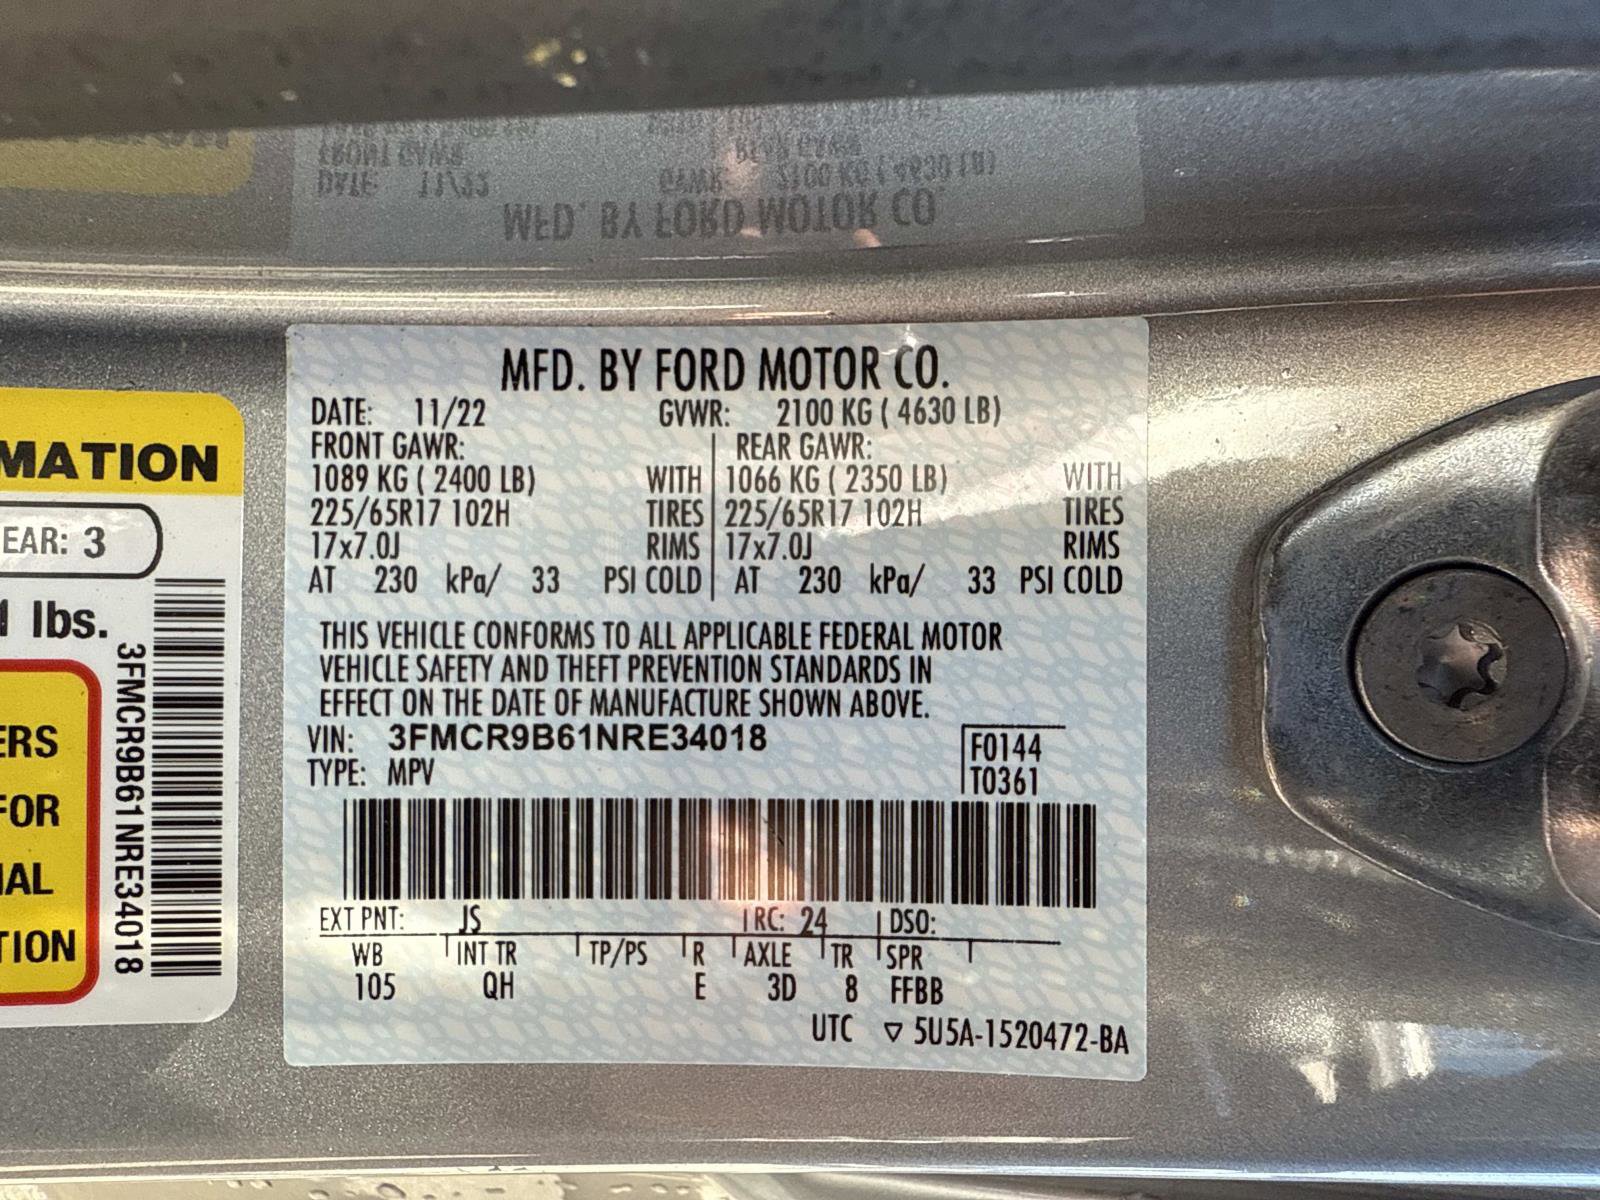 MFD. BY FORD MOTOR CO.
DATE: 11/22 GVWR: 2100 KG ( 4630 LB)
FRONT GAWR: REAR GAWR:
1089 KG ( 2400 LB) WITH 1066 KG ( 2350 LB) WITH
225/65R17 102H TIRES 225/65R17 102H TIRES
17x7.0J RIMS 17x7.0J RIMS
AT 230 kPa/ 33 PSI COLD AT 230 kPa/ 33 PSI COLD
THIS VEHICLE CONFORMS TO ALL APPLICABLE FEDERAL MOTOR
VEHICLE SAFETY AND THEFT PREVENTION STANDARDS IN
EFFECT ON THE DATE OF MANUFACTURE SHOWN ABOVE.
VIN: 3FMCR9B61NRE34018 F0144
TYPE: MPV T0361
EXT PNT: JS RC: 24 DSO:
WB INT TR TP/PS R AXLE TR SPR
105 QH E 3D 8 FFBB
UTC ▽ 5U5A-1520472-BA
MATION
EAR: 3
lbs.
ERS
FOR
IAL
TION
3FMCR9B61NRE34018